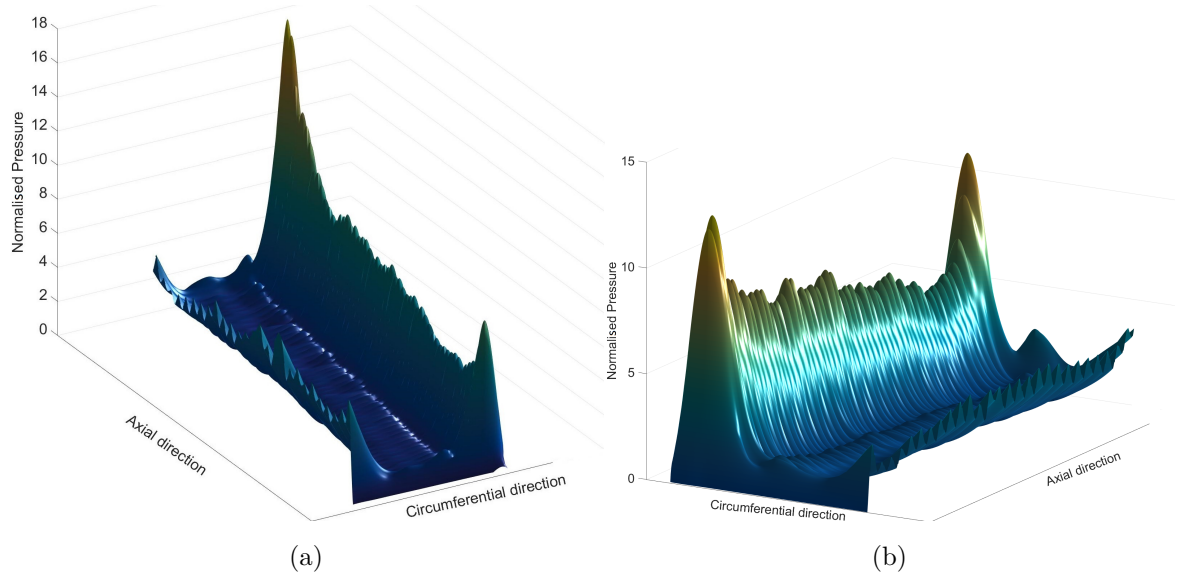 18
16
14
12
10
8
6
4
2
0
Normalised Pressure
Axial direction
Circumferential direction
(a)
15
10
5
0
Normalised Pressure
Circumferential direction
Axial direction
(b)